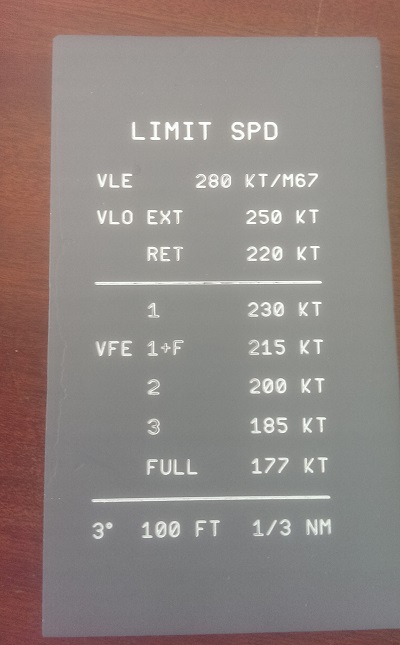 LIMIT SPD
VLE 280 KT/M67
VLO EXT 250 KT
RET 220 KT
1 230 KT
VFE 1+F 215 KT
2 200 KT
3 185 KT
FULL 177 KT
3° 100 FT 1/3 NM